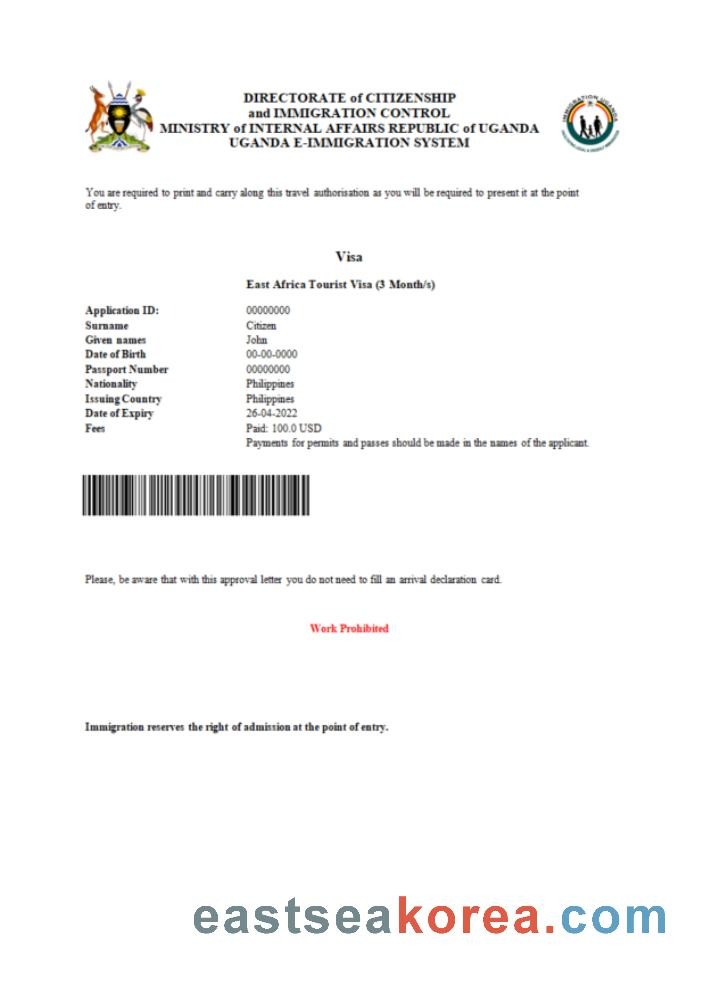 DIRECTORATE of CITIZENSHIP
and IMMIGRATION CONTROL
MINISTRY of INTERNAL AFFAIRS REPUBLIC of UGANDA
UGANDA E-IMMIGRATION SYSTEM
IMMIGRATION UGANDA
You are required to print and carry along this travel authorisation as you will be required to present it at the point
of entry.
Visa
East Africa Tourist Visa (3 Month/s)
Application ID: 00000000
Surname Citizen
Given names John
Date of Birth 00-00-0000
Passport Number 00000000
Nationality Philippines
Issuing Country Philippines
Date of Expiry 26-04-2022
Fees Paid: 100.0 USD
Payments for permits and passes should be made in the names of the applicant.
Please, be aware that with this approval letter you do not need to fill an arrival declaration card.
Work Prohibited
Immigration reserves the right of admission at the point of entry.
eastseakorea.com